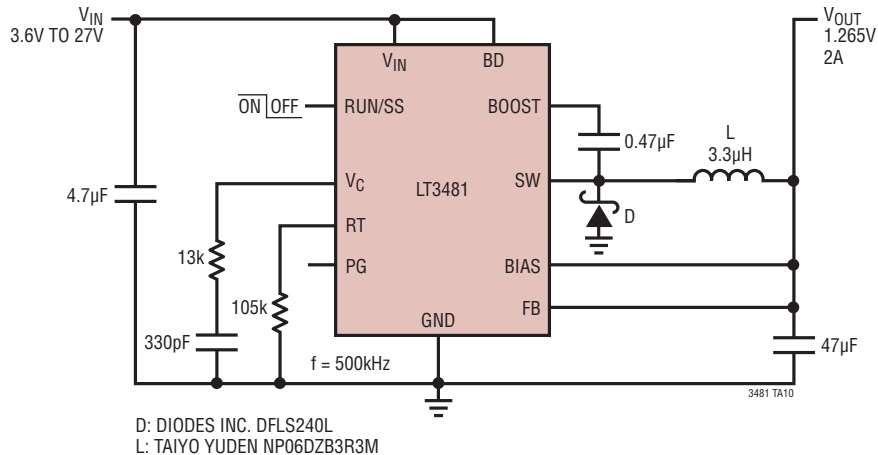 VIN
3.6V TO 27V
VOUT
1.265V
2A
VIN
BD
ON OFF
RUN/SS
BOOST
0.47µF
L
3.3µH
4.7µF
VC
LT3481
SW
D
RT
13k
PG
BIAS
105k
FB
GND
330pF
f = 500kHz
47µF
3481 TA10
D: DIODES INC. DFLS240L
L: TAIYO YUDEN NP06DZB3R3M